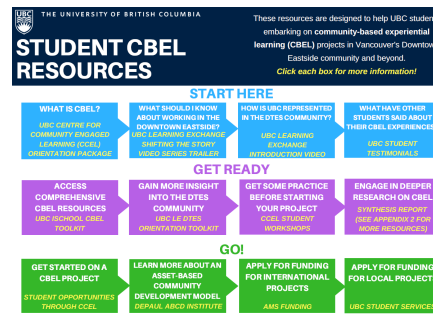 UBC
THE UNIVERSITY OF BRITISH COLUMBIA
STUDENT CBEL
RESOURCES
These resources are designed to help UBC studen
embarking on community-based experiential
learning (CBEL) projects in Vancouver's Downtow
Eastside community and beyond.
Click each box for more information!
START HERE
WHAT IS CBEL?
UBC CENTRE FOR
COMMUNITY ENGAGED
LEARNING (CCEL)
ORIENTATION PACKAGE
WHAT SHOULD I KNOW
ABOUT WORKING IN THE
DOWNTOWN EASTSIDE?
UBC LEARNING EXCHANGE
SHIFTING THE STORY
VIDEO SERIES TRAILER
HOW IS UBC REPRESENTED
IN THE DTES COMMUNITY?
UBC LEARNING
EXCHANGE
INTRODUCTION VIDEO
WHAT HAVE OTHER
STUDENTS SAID ABOUT
THEIR CBEL EXPERIENCES
UBC STUDENT
TESTIMONIALS
GET READY
ACCESS
COMPREHENSIVE
CBEL RESOURCES
UBC ISCHOOL CBEL
TOOLKIT
GAIN MORE INSIGHT
INTO THE DTES
COMMUNITY
UBC LE DTES
ORIENTATION TOOLKIT
GET SOME PRACTICE
BEFORE STARTING
YOUR PROJECT
CCEL STUDENT
WORKSHOPS
ENGAGE IN DEEPER
RESEARCH ON CBEL
SYNTHESIS REPORT
(SEE APPENDIX 2 FOR
MORE RESOURCES)
GO!
GET STARTED ON A
CBEL PROJECT
STUDENT OPPORTUNITIES
THROUGH CCEL
LEARN MORE ABOUT AN
ASSET-BASED
COMMUNITY
DEVELOPMENT MODEL
DEPAUL ABCD INSTITUTE
APPLY FOR FUNDING
FOR INTERNATIONAL
PROJECTS
AMS FUNDING
APPLY FOR FUNDING
FOR LOCAL PROJECT
UBC STUDENT SERVICES